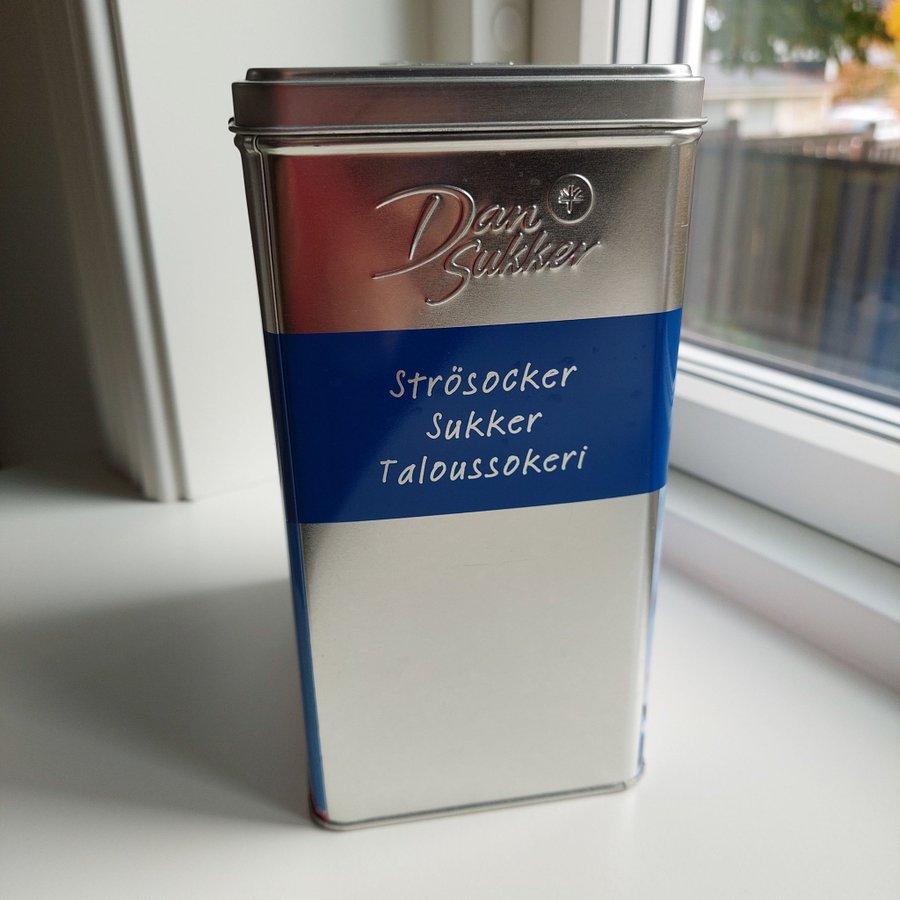 Dan
Sukker
Strösocker
Sukker
Taloussokeri